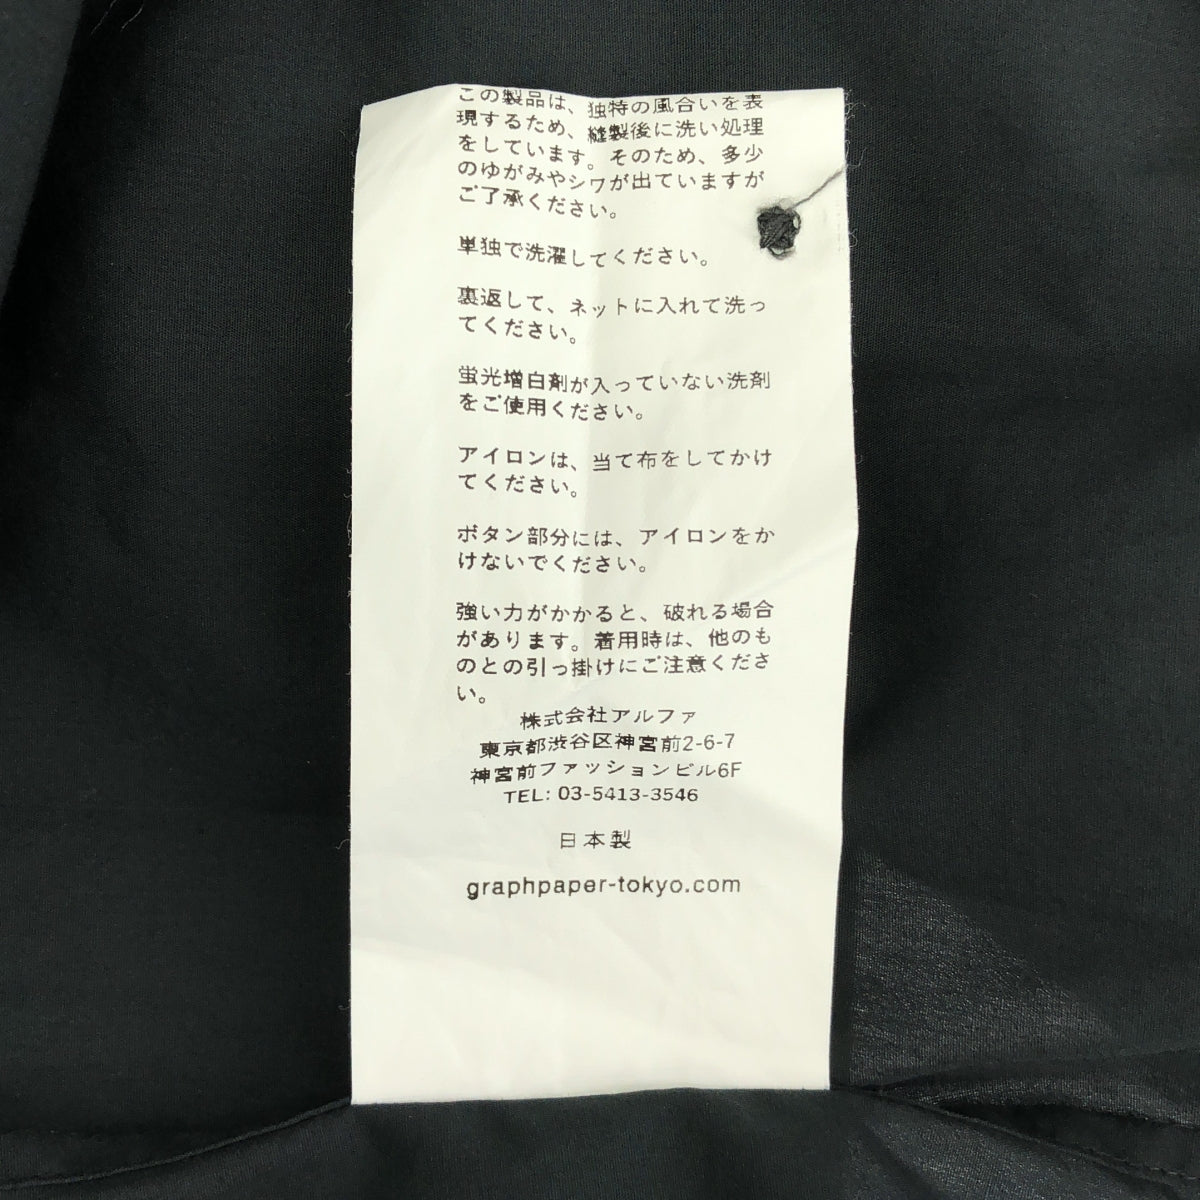 この製品は、独特の風合いを表
現するため、縫製後に洗い処理
をしています。そのため、多少
のゆがみやシワが出ていますが
ご了承ください。
単独で洗濯してください。
裏返して、ネットに入れて洗っ
てください。
蛍光増白剤が入っていない洗剤
をご使用ください。
アイロンは、当て布をしてかけ
てください。
ボタン部分には、アイロンをか
けないでください。
強い力がかかると、破れる場合
があります。着用時は、他のも
のとの引っ掛けにご注意くださ
い。
株式会社アルファ
東京都渋谷区神宮前2-6-7
神宮前ファッションビル6F
TEL: 03-5413-3546
日本製
graphpaper-tokyo.com